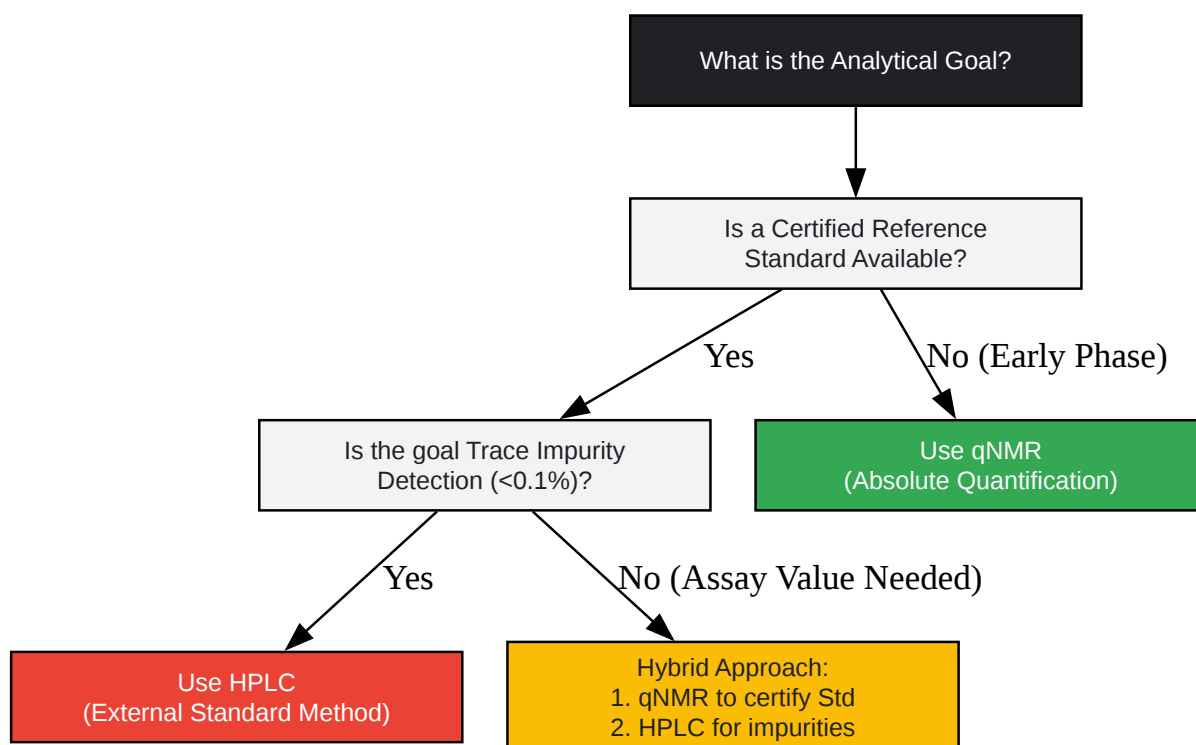 What is the Analytical Goal?
Is a Certified Reference
Standard Available?
Yes
No (Early Phase)
Is the goal Trace Impurity
Detection (<0.1%)?
Use qNMR
(Absolute Quantification)
Yes
No (Assay Value Needed)
Use HPLC
(External Standard Method)
Hybrid Approach:
1. qNMR to certify Std
2. HPLC for impurities